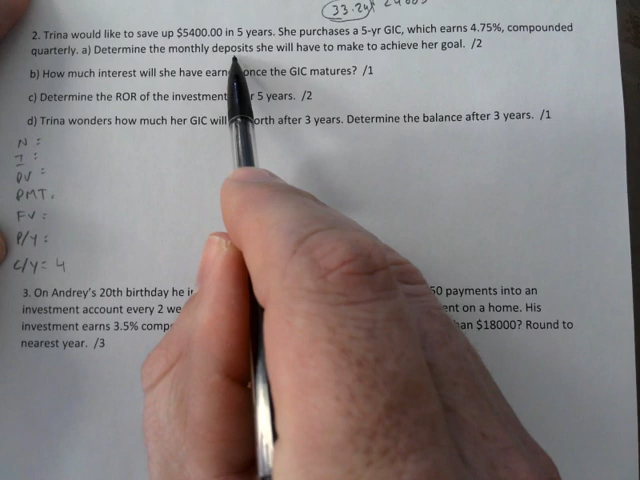 33.24
2. Trina would like to save up $5400.00 in 5 years. She purchases a 5-yr GIC, which earns 4.75%, compounded
quarterly. a) Determine the monthly deposits she will have to make to achieve her goal. /2
b) How much interest will she have earn once the GIC matures? /1
c) Determine the ROR of the investment r 5 years. /2
d) Trina wonders how much her GIC will orth after 3 years. Determine the balance after 3 years. /1
N:
I:
PV:
PMT:
FV:
P/Y:
C/Y= 4
3. On Andrey's 20th birthday he 50 payments into an
investment account every 2 we ent on a home. His
investment earns 3.5% comp han $18000? Round to
nearest year. /3